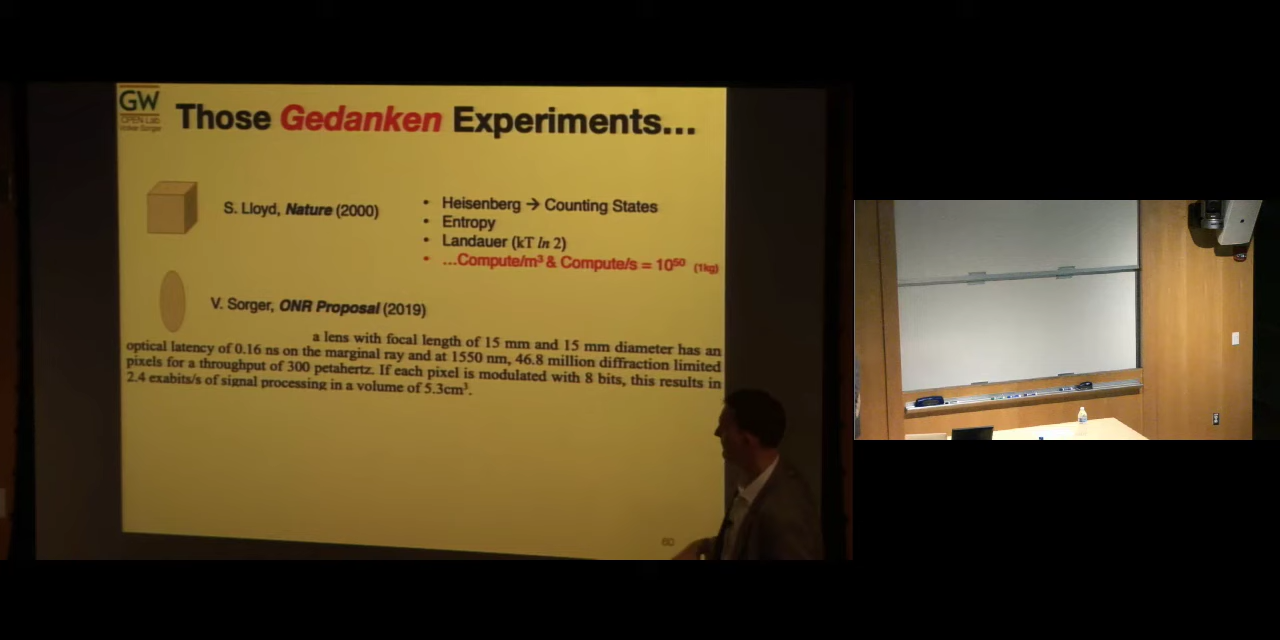 GW
OPEN Lab
Volker Sorger
Those Gedanken Experiments...
S. Lloyd, Nature (2000)
• Heisenberg → Counting States
• Entropy
• Landauer (kT ln 2)
• ...Compute/m³ & Compute/s = 10⁵⁰ (1kg)
V. Sorger, ONR Proposal (2019)
a lens with focal length of 15 mm and 15 mm diameter has an
optical latency of 0.16 ns on the marginal ray and at 1550 nm, 46.8 million diffraction limited
pixels for a throughput of 300 petahertz. If each pixel is modulated with 8 bits, this results in
2.4 exabits/s of signal processing in a volume of 5.3cm³.
60